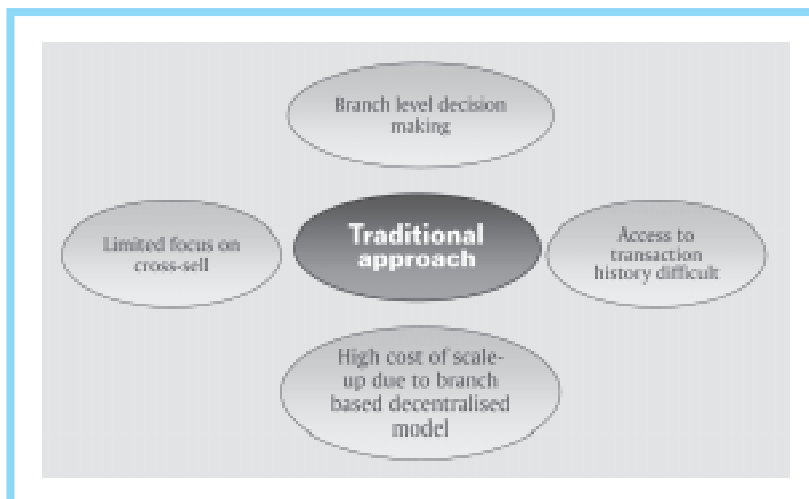 Branch level decision
making
Traditional
approach
Limited focus on
cross-sell
Access to
transaction
history difficult
High cost of scale-
up due to branch
based decentralised
model